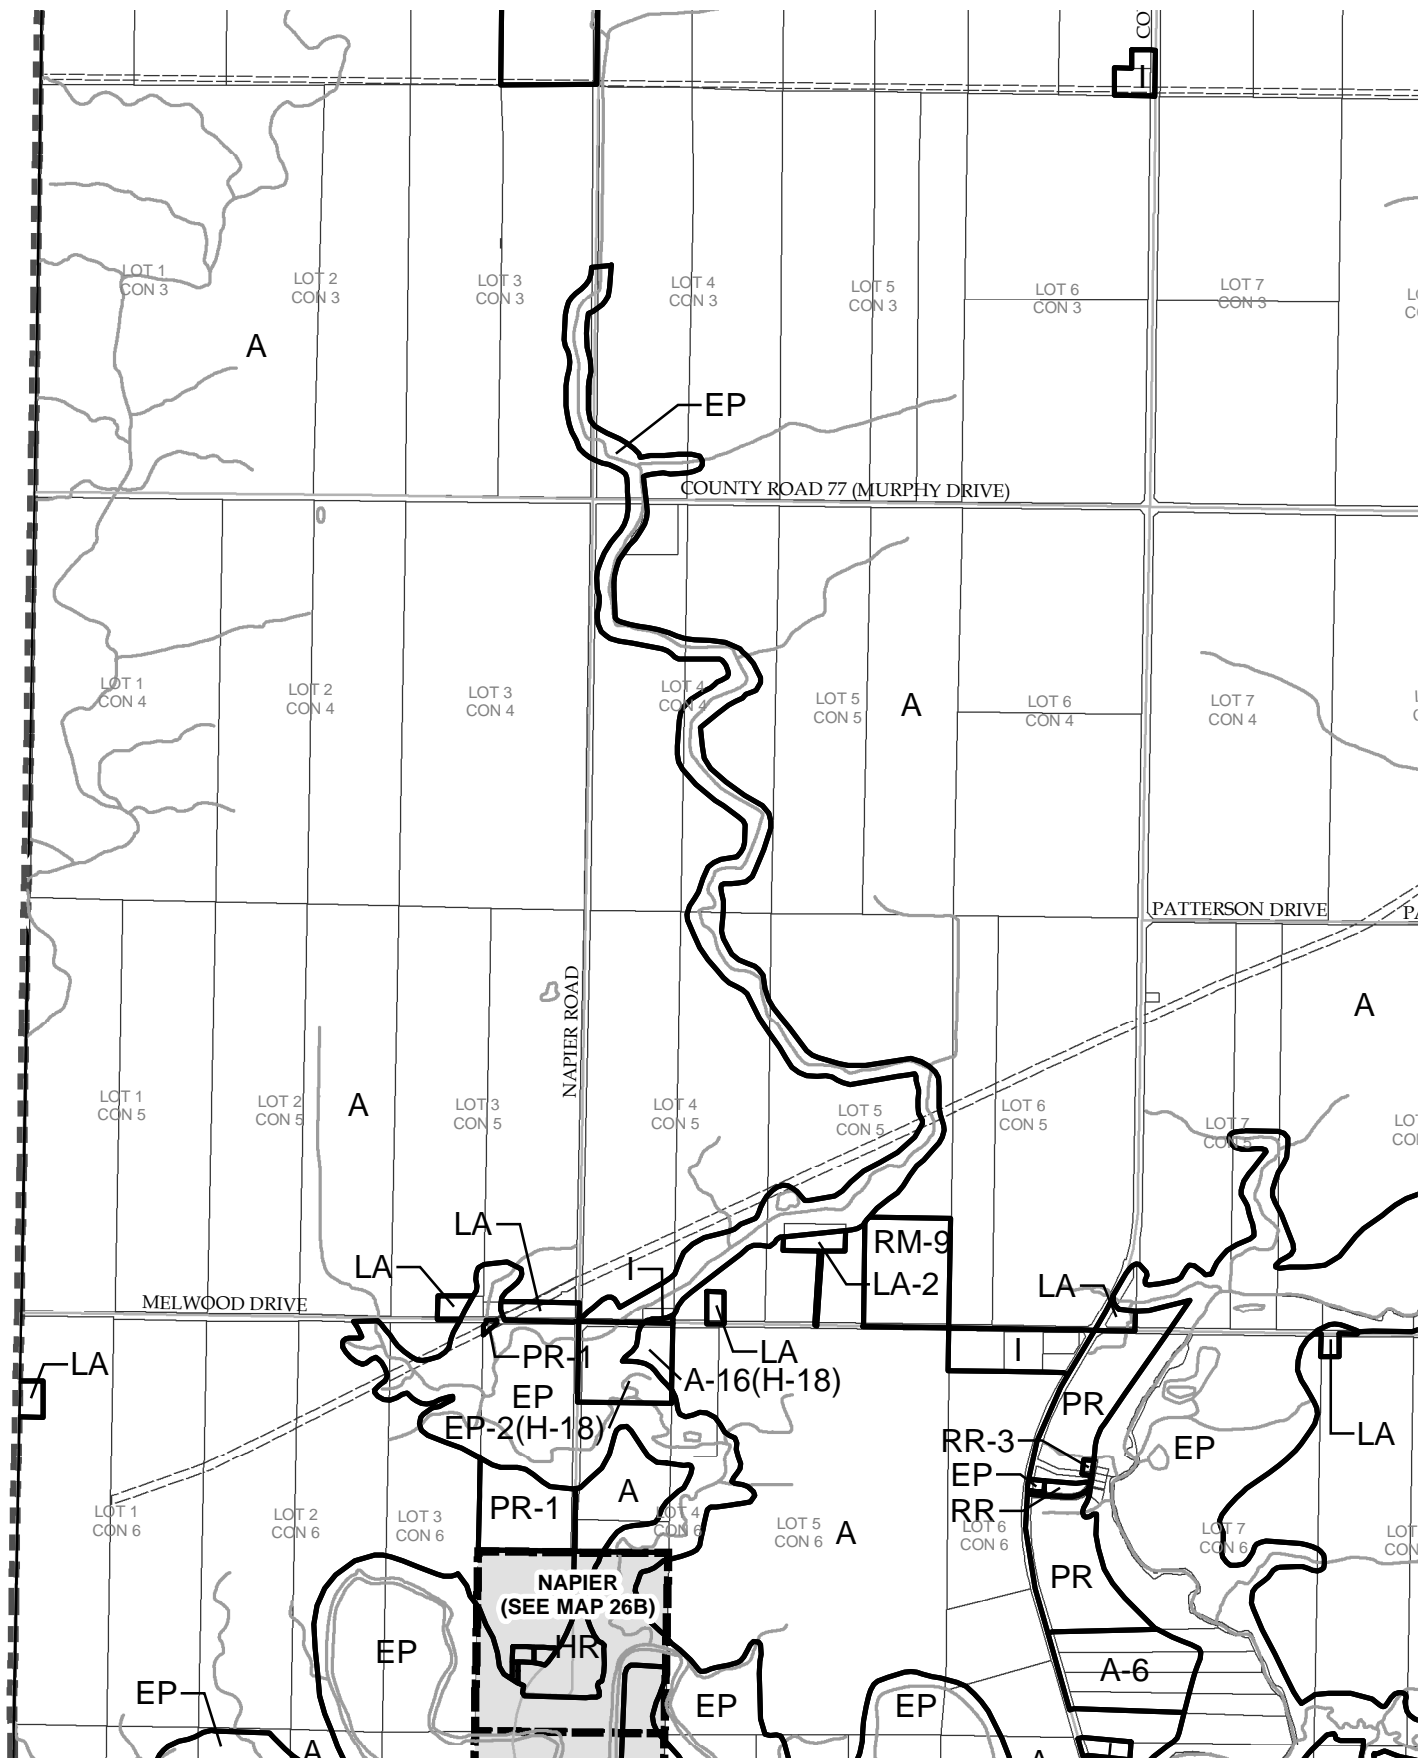 CO
I
LOT 1
CON 3
LOT 2
CON 3
LOT 3
CON 3
LOT 4
CON 3
LOT 5
CON 3
LOT 6
CON 3
LOT 7
CON 3
A
EP
COUNTY ROAD 77 (MURPHY DRIVE)
LOT 1
CON 4
LOT 2
CON 4
LOT 3
CON 4
LOT 4
CON 4
LOT 5
CON 5
A
LOT 6
CON 4
LOT 7
CON 4
PATTERSON DRIVE
PA
NAPIER ROAD
A
LOT 1
CON 5
LOT 2
CON 5
A
LOT 3
CON 5
LOT 4
CON 5
LOT 5
CON 5
LOT 6
CON 5
LOT 7
CON 5
LOT
LA
LA
I
RM-9
LA-2
LA
MELWOOD DRIVE
LA
PR-1
LA
I
EP
A-16(H-18)
PR
LA
EP-2(H-18)
RR-3
EP
EP
RR
PR-1
A
LOT 1
CON 6
LOT 2
CON 6
LOT 3
CON 6
LOT 4
CON 6
LOT 5
CON 6
A
LOT 6
CON 6
LOT 7
CON 6
LOT
CON
NAPIER
(SEE MAP 26B)
PR
HR
EP
A-6
EP
EP
EP
A
A